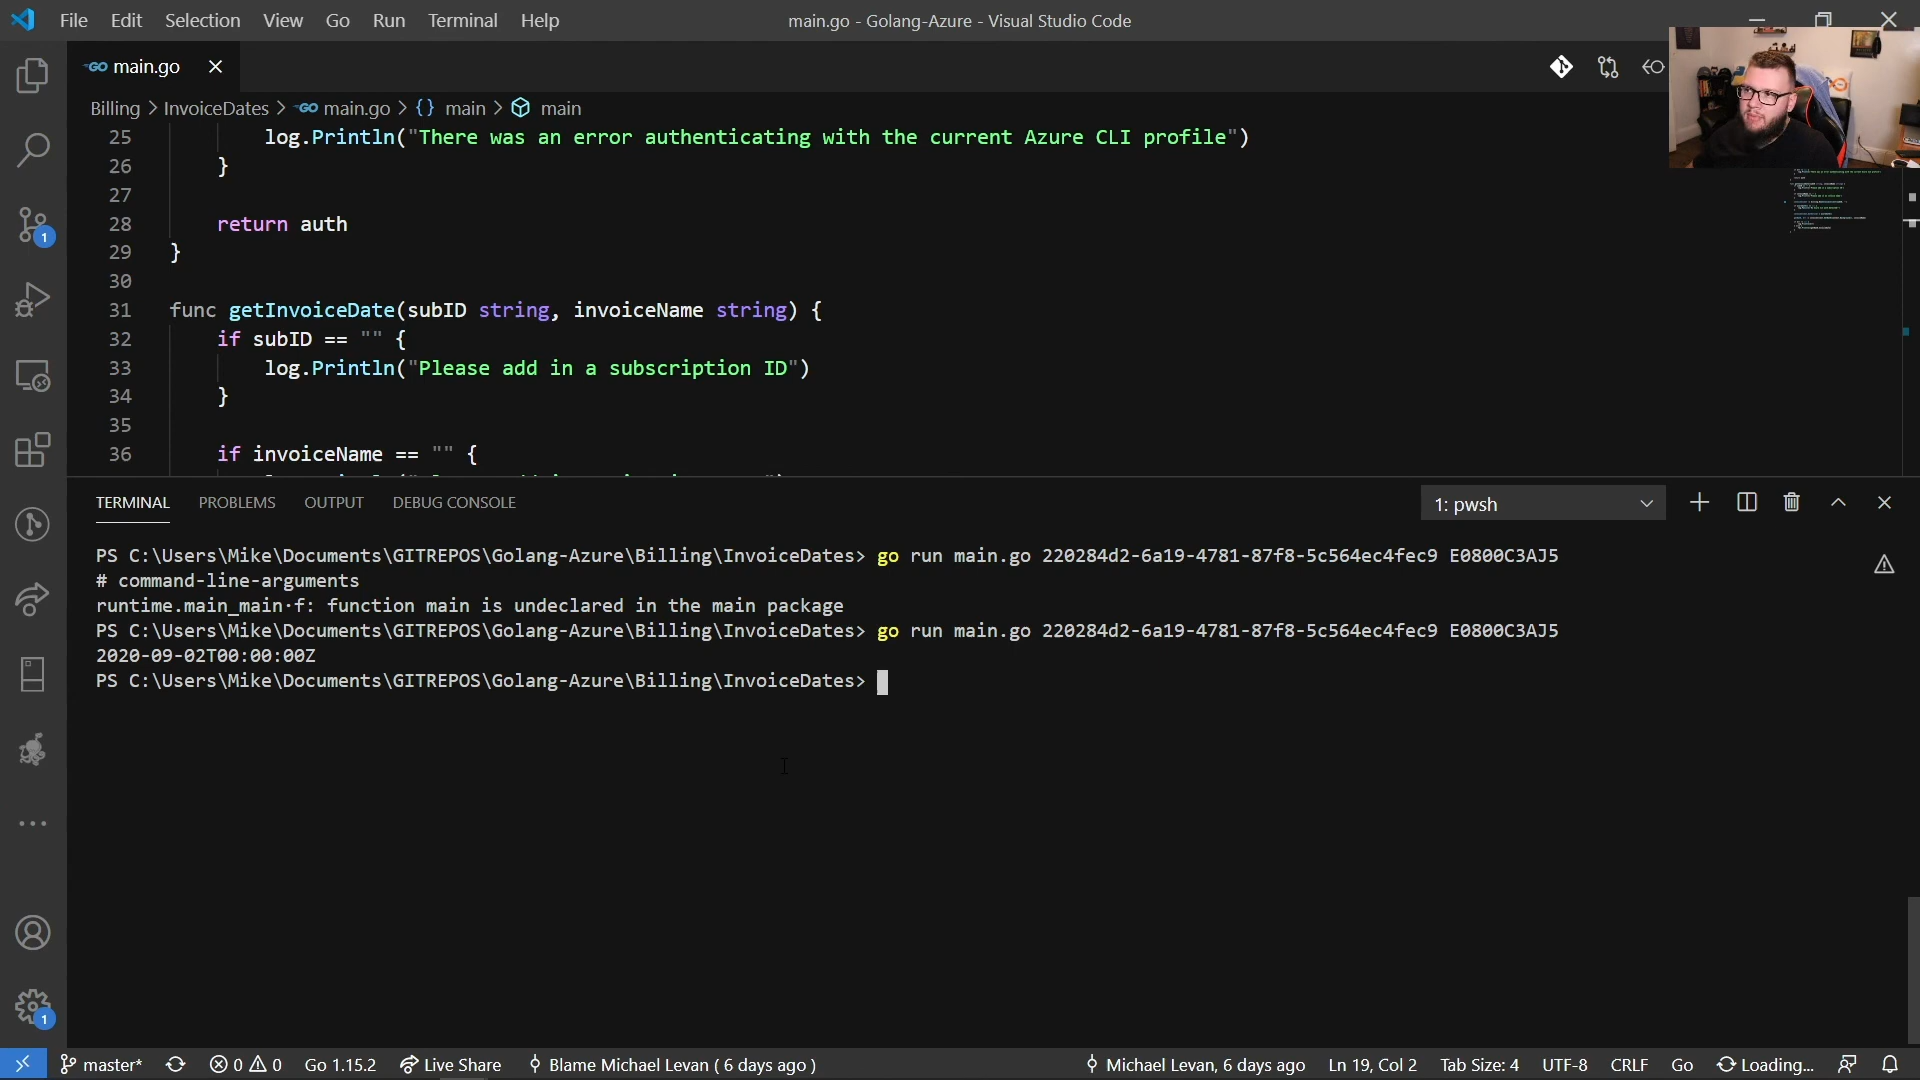 File Edit Selection View Go Run Terminal Help
main.go - Golang-Azure - Visual Studio Code
main.go
Billing > InvoiceDates > main.go > {} main > main
25 log.Println("There was an error authenticating with the current Azure CLI profile")
26 }
27
28 return auth
29 }
30
31 func getInvoiceDate(subID string, invoiceName string) {
32 if subID == "" {
33 log.Println("Please add in a subscription ID")
34 }
35
36 if invoiceName == "" {
TERMINAL PROBLEMS OUTPUT DEBUG CONSOLE
1: pwsh
PS C:\Users\Mike\Documents\GITREPOS\Golang-Azure\Billing\InvoiceDates> go run main.go 220284d2-6a19-4781-87f8-5c564ec4fec9 E0800C3AJ5
# command-line-arguments
runtime.main_main·f: function main is undeclared in the main package
PS C:\Users\Mike\Documents\GITREPOS\Golang-Azure\Billing\InvoiceDates> go run main.go 220284d2-6a19-4781-87f8-5c564ec4fec9 E0800C3AJ5
2020-09-02T00:00:00Z
PS C:\Users\Mike\Documents\GITREPOS\Golang-Azure\Billing\InvoiceDates>
1
1
master* 0 0 Go 1.15.2 Live Share Blame Michael Levan ( 6 days ago ) Michael Levan, 6 days ago Ln 19, Col 2 Tab Size: 4 UTF-8 CRLF Go Loading...